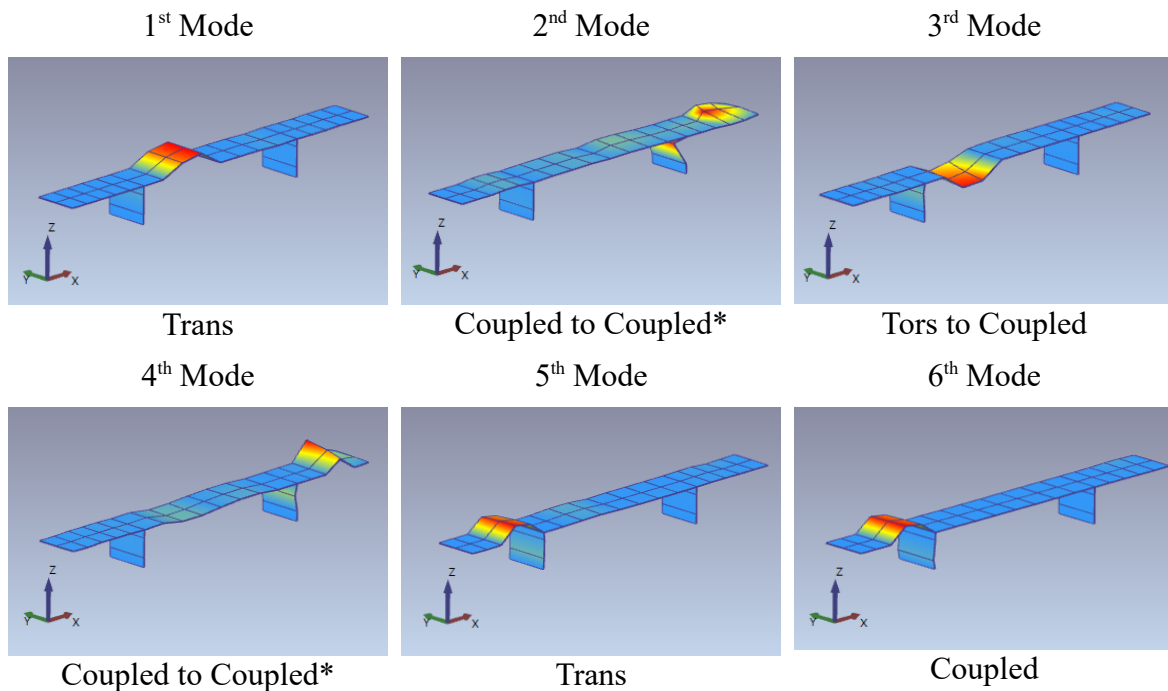 1st Mode
2nd Mode
3rd Mode
Z
Y
X
Z
Y
X
Z
Y
X
Trans
Coupled to Coupled*
Tors to Coupled
4th Mode
5th Mode
6th Mode
Z
Y
X
Z
Y
X
Z
Y
X
Coupled to Coupled*
Trans
Coupled